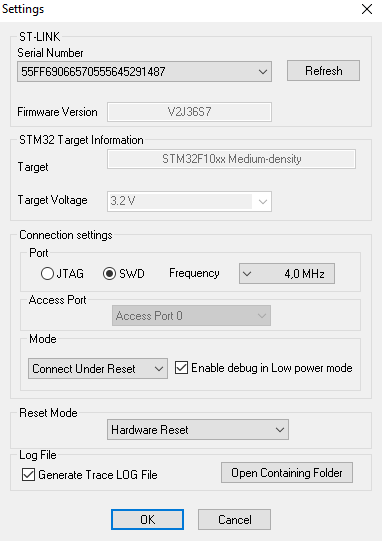 Settings
ST-LINK
Serial Number
55FF69066570555645291487
Refresh
Firmware Version
V2J36S7
STM32 Target Information
Target
STM32F10xx Medium-density
Target Voltage
3.2 V
Connection settings
Port
JTAG
SWD
Frequency
4,0 MHz
Access Port
Access Port 0
Mode
Connect Under Reset
Enable debug in Low power mode
Reset Mode
Hardware Reset
Log File
Generate Trace LOG File
Open Containing Folder
OK
Cancel